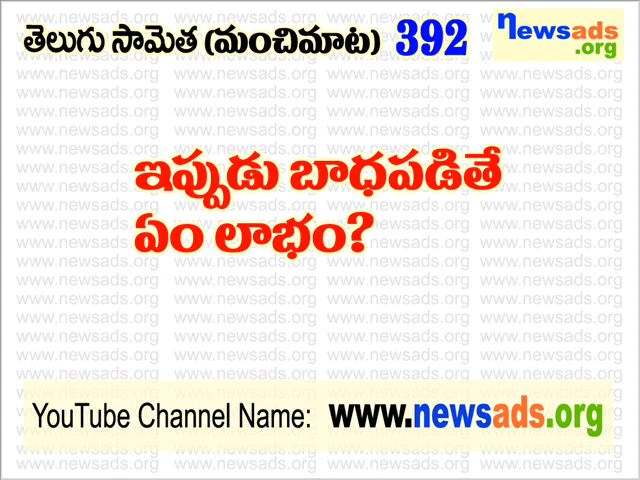 తెలుగు సామెత (మంచిమాట) 392
newsads
.org
ఇప్పుడు బాధపడితే
ఏం లాభం?
YouTube Channel Name: www.newsads.org